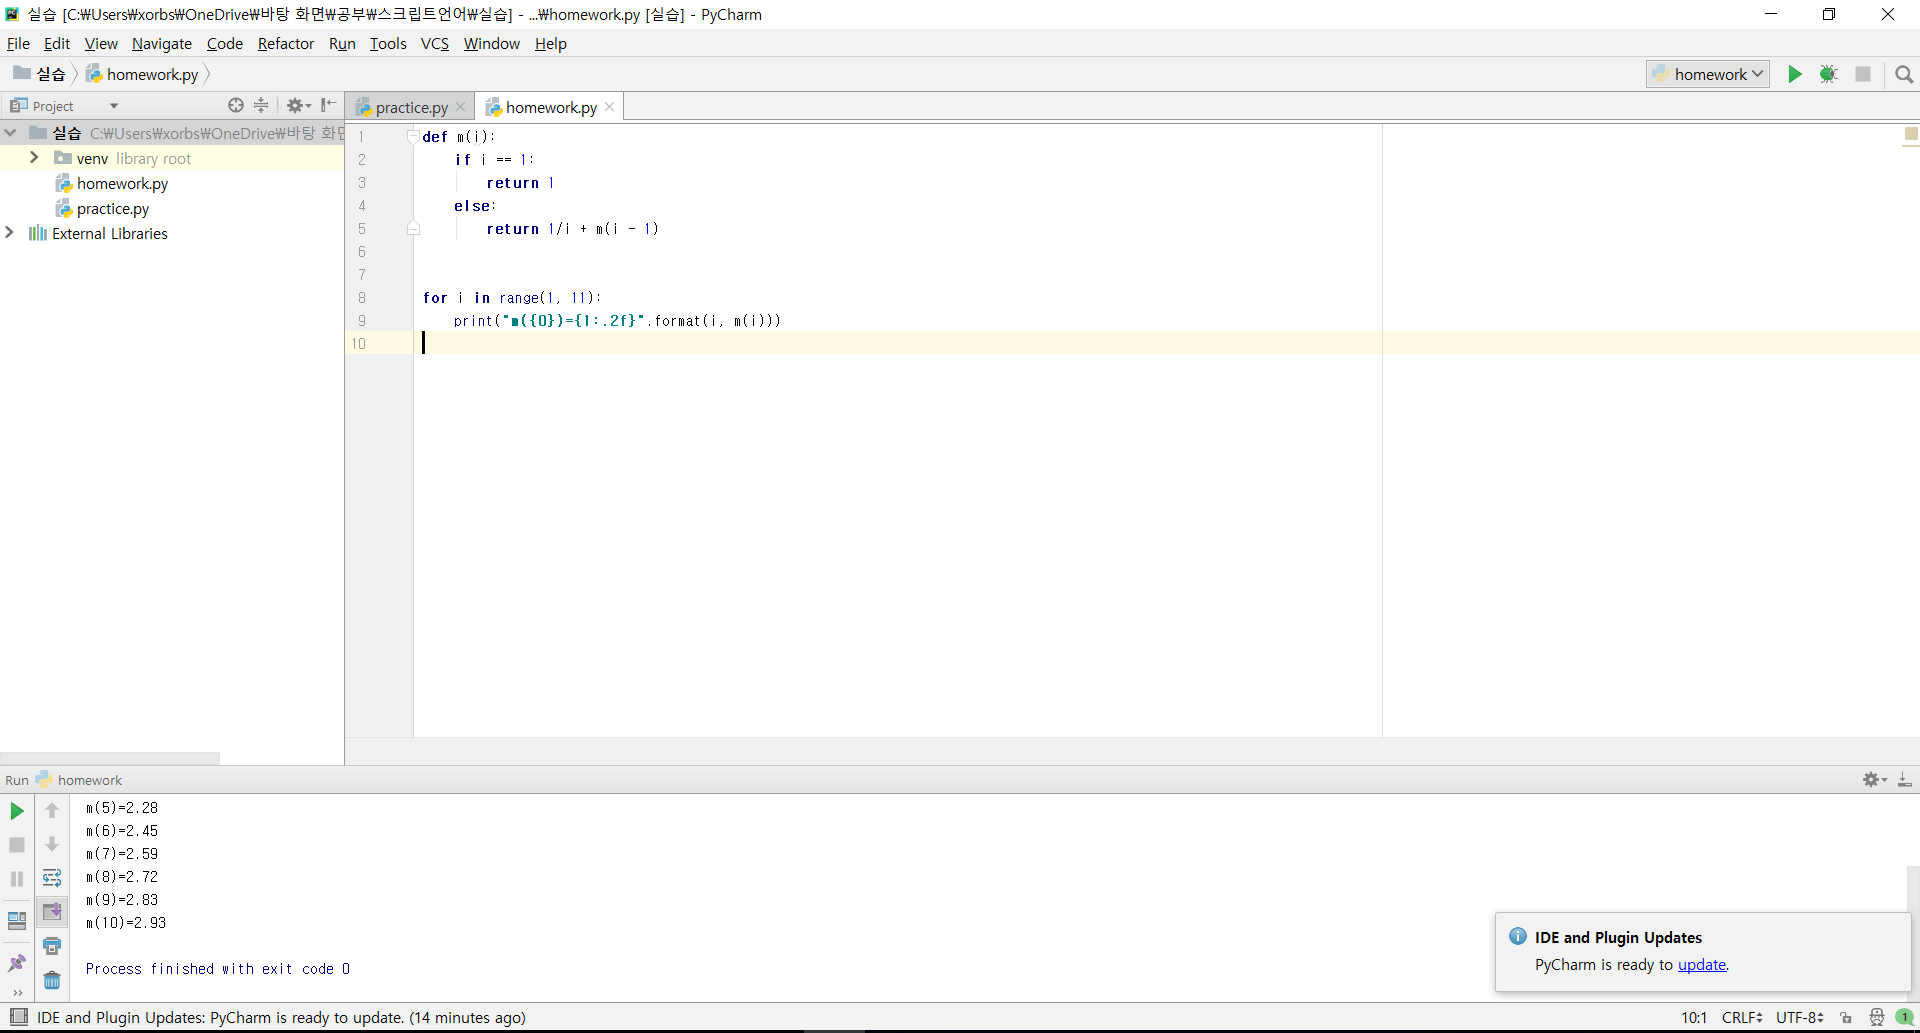 실습 [C:₩Users₩xorbs₩OneDrive₩바탕 화면₩공부₩스크립트언어₩실습] - ...₩homework.py [실습] - PyCharm
File Edit View Navigate Code Refactor Run Tools VCS Window Help
실습 homework.py homework
Project practice.py homework.py
실습 C:₩Users₩xorbs₩OneDrive₩바탕 화면
venv library root
homework.py
practice.py
External Libraries
1 def m(i):
2 if i == 1:
3 return 1
4 else:
5 return 1/i + m(i - 1)
6
7
8 for i in range(1, 11):
9 print("m({0})={1:.2f}".format(i, m(i)))
10
Run homework
m(5)=2.28
m(6)=2.45
m(7)=2.59
m(8)=2.72
m(9)=2.83
m(10)=2.93
Process finished with exit code 0
IDE and Plugin Updates
PyCharm is ready to update.
IDE and Plugin Updates: PyCharm is ready to update. (14 minutes ago) 10:1 CRLF UTF-8 1